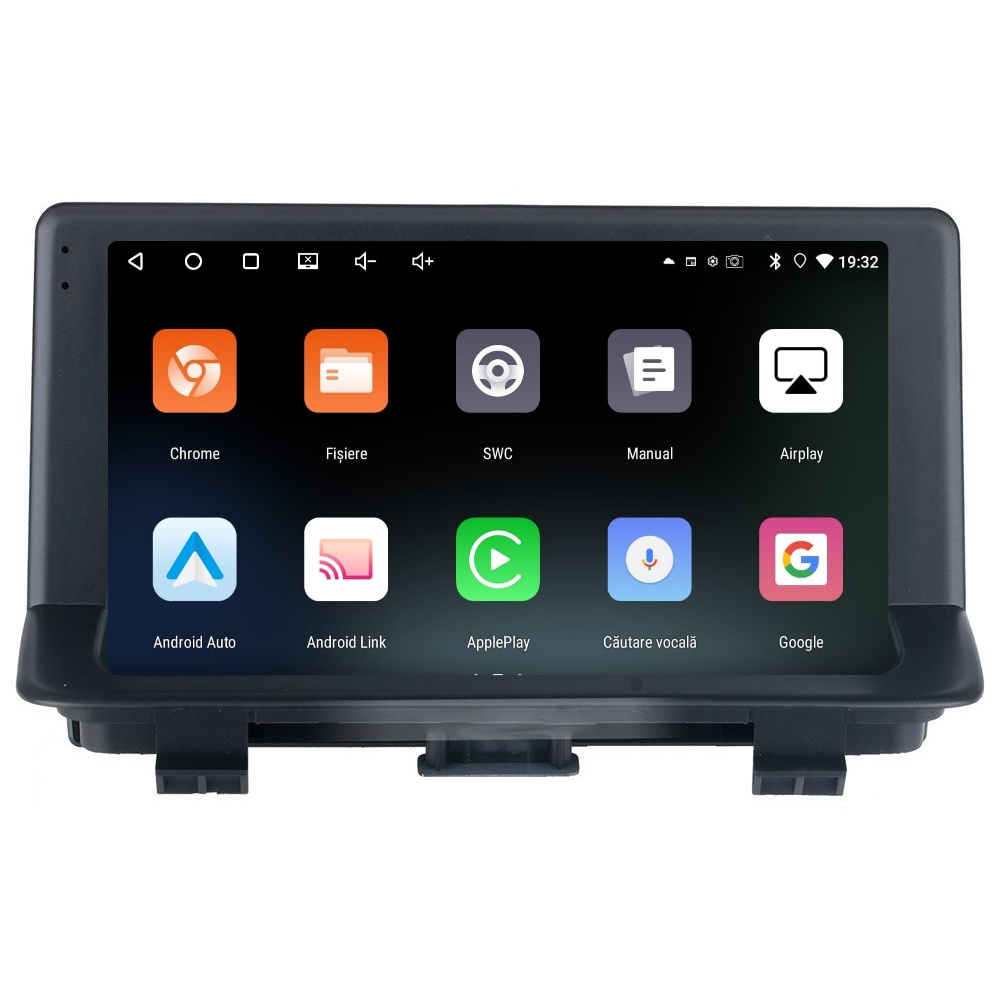 19:32
Chrome
Fișiere
SWC
Manual
Airplay
Android Auto
Android Link
ApplePlay
Căutare vocală
Google